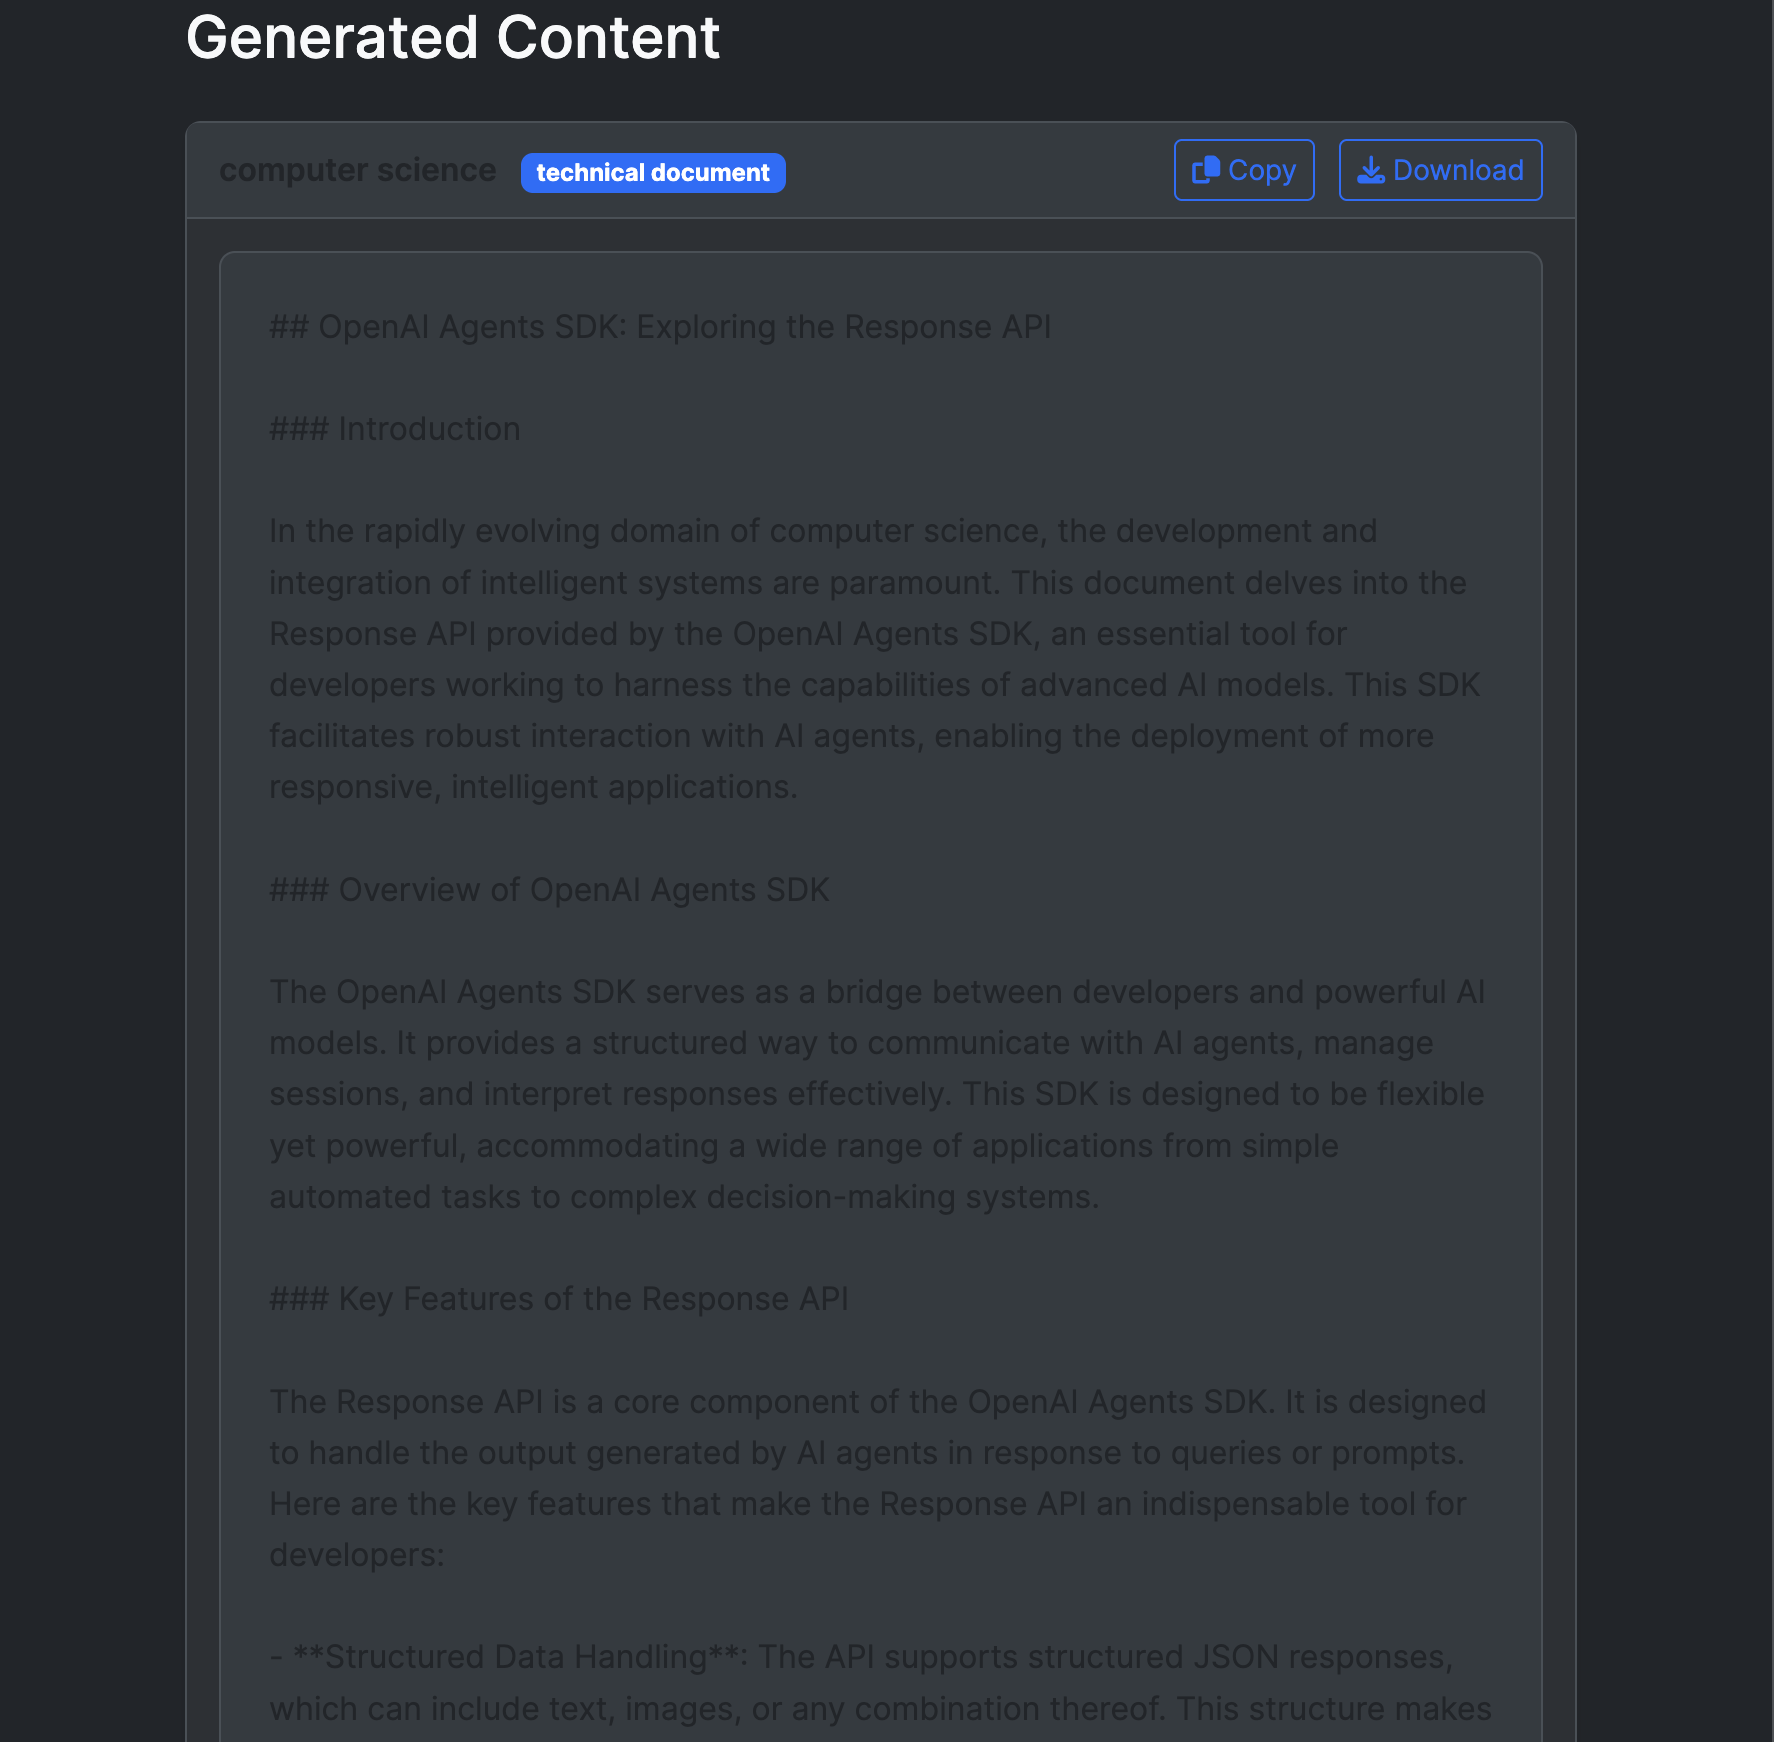 Generated Content
computer science technical document Copy Download
## OpenAI Agents SDK: Exploring the Response API
### Introduction
In the rapidly evolving domain of computer science, the development and
integration of intelligent systems are paramount. This document delves into the
Response API provided by the OpenAI Agents SDK, an essential tool for
developers working to harness the capabilities of advanced AI models. This SDK
facilitates robust interaction with AI agents, enabling the deployment of more
responsive, intelligent applications.
### Overview of OpenAI Agents SDK
The OpenAI Agents SDK serves as a bridge between developers and powerful AI
models. It provides a structured way to communicate with AI agents, manage
sessions, and interpret responses effectively. This SDK is designed to be flexible
yet powerful, accommodating a wide range of applications from simple
automated tasks to complex decision-making systems.
### Key Features of the Response API
The Response API is a core component of the OpenAI Agents SDK. It is designed
to handle the output generated by AI agents in response to queries or prompts.
Here are the key features that make the Response API an indispensable tool for
developers:
- **Structured Data Handling**: The API supports structured JSON responses,
which can include text, images, or any combination thereof. This structure makes